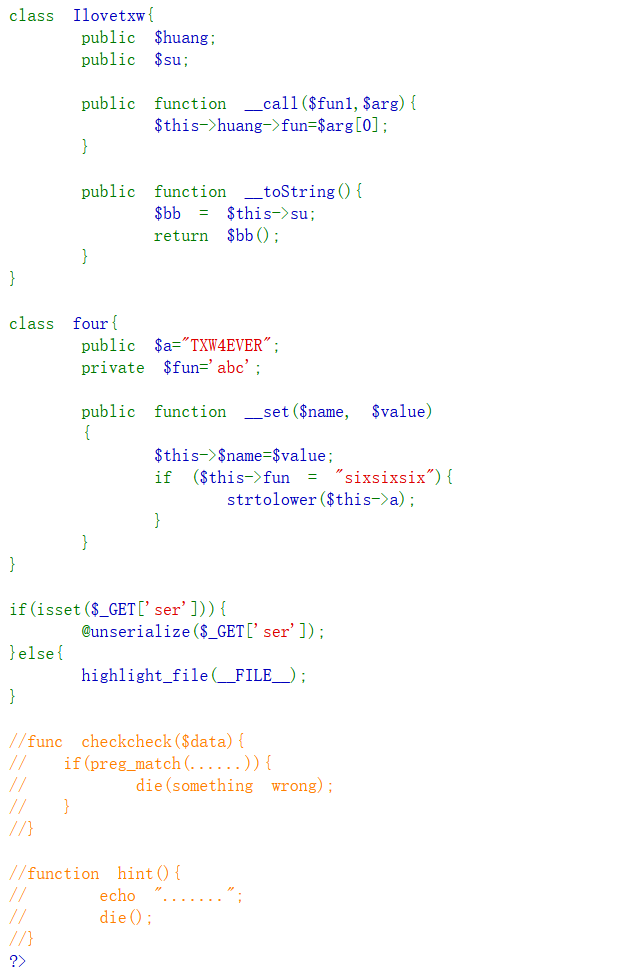 class Ilovetxw{
public $huang;
public $su;
public function __call($fun1,$arg){
$this->huang->fun=$arg[0];
}
public function __toString(){
$bb = $this->su;
return $bb();
}
}
class four{
public $a="TXW4EVER";
private $fun='abc';
public function __set($name, $value)
{
$this->$name=$value;
if ($this->fun = "sixsixsix"){
strtolower($this->a);
}
}
}
if(isset($_GET['ser'])){
@unserialize($_GET['ser']);
}else{
highlight_file(__FILE__);
}
//func checkcheck($data){
// if(preg_match(......)){
// die(something wrong);
// }
//}
//function hint(){
// echo ".......";
// die();
//}
?>